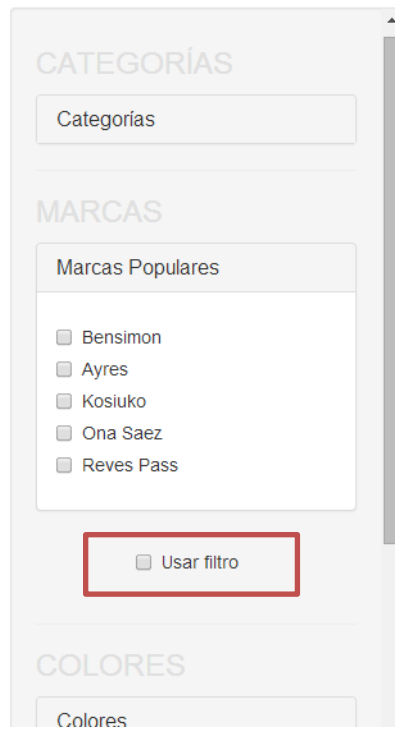 CATEGORÍAS
Categorías
MARCAS
Marcas Populares
Bensimon
Ayres
Kosiuko
Ona Saez
Reves Pass
Usar filtro
COLORES
Colores